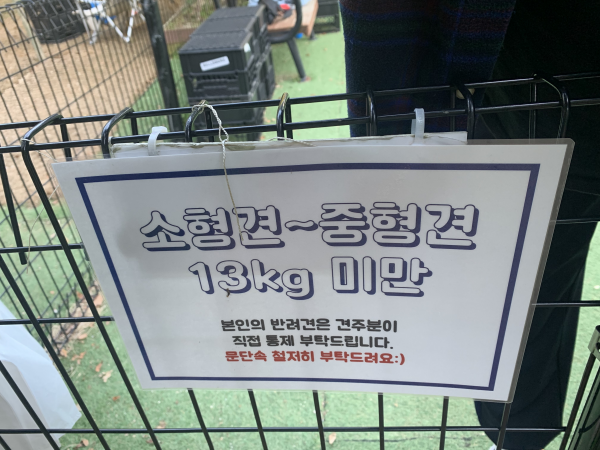 소형견~중형견
13kg 미만
본인의 반려견은 견주분이
직접 통제 부탁드립니다.
문단속 철저히 부탁드려요:)